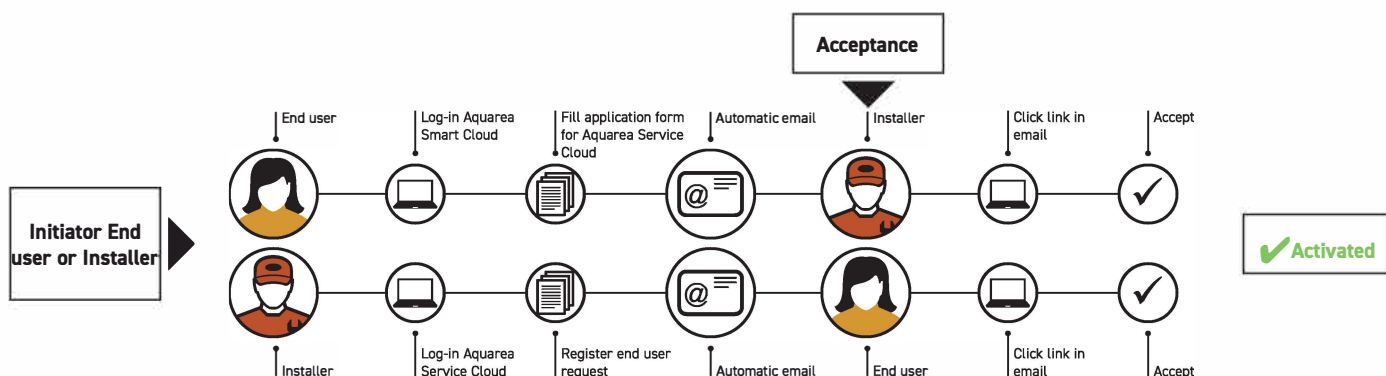 Acceptance
End user
Log-in Aquarea
Smart Cloud
Fill application form
for Aquarea Service
Cloud
Automatic email
Installer
Click link in
email
Accept
Initiator End
user or Installer
✔Activated
Installer
Log-in Aquarea
Service Cloud
Register end user
request
Automatic email
End user
Click link in
email
Accept